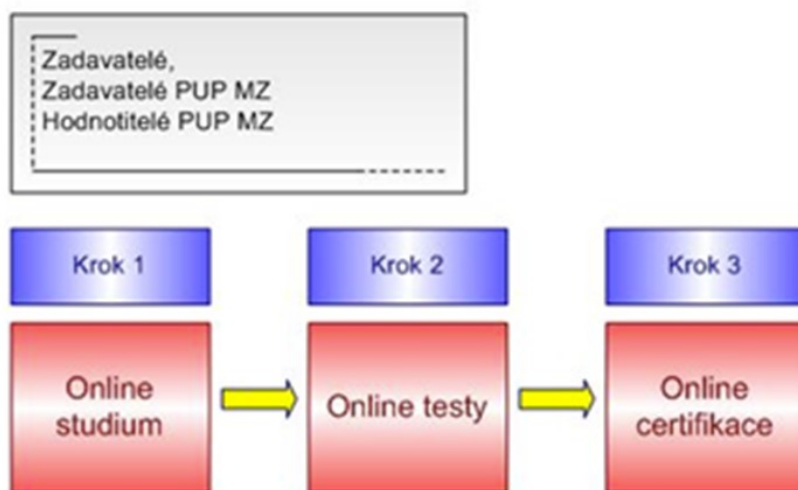 Zadavatelé,
Zadavatelé PUP MZ
Hodnotitelé PUP MZ
Krok 1
Krok 2
Krok 3
Online
studium
Online testy
Online
certifikace